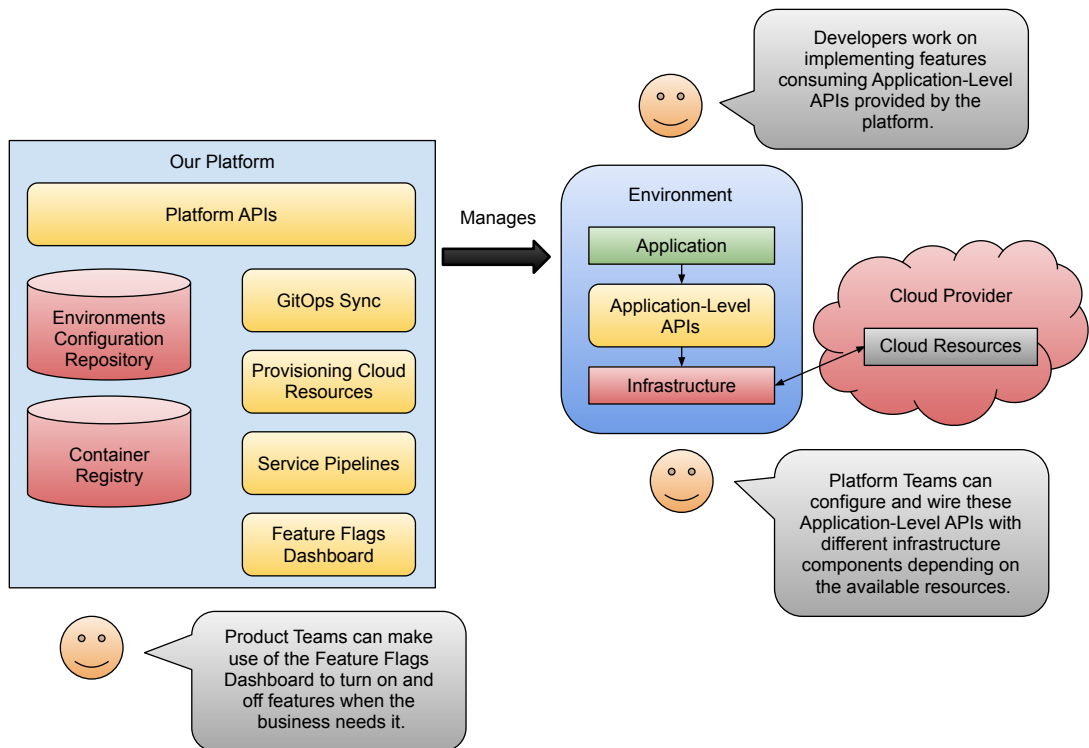 Developers work on
implementing features
consuming Application-Level
APIs provided by the
platform.
Our Platform
Platform APIs
Environments
Configuration
Repository
Container
Registry
GitOps Sync
Provisioning Cloud
Resources
Service Pipelines
Feature Flags
Dashboard
Manages
Environment
Application
Application-Level
APIs
Infrastructure
Cloud Provider
Cloud Resources
Platform Teams can
configure and wire these
Application-Level APIs with
different infrastructure
components depending on
the available resources.
Product Teams can make
use of the Feature Flags
Dashboard to turn on and
off features when the
business needs it.